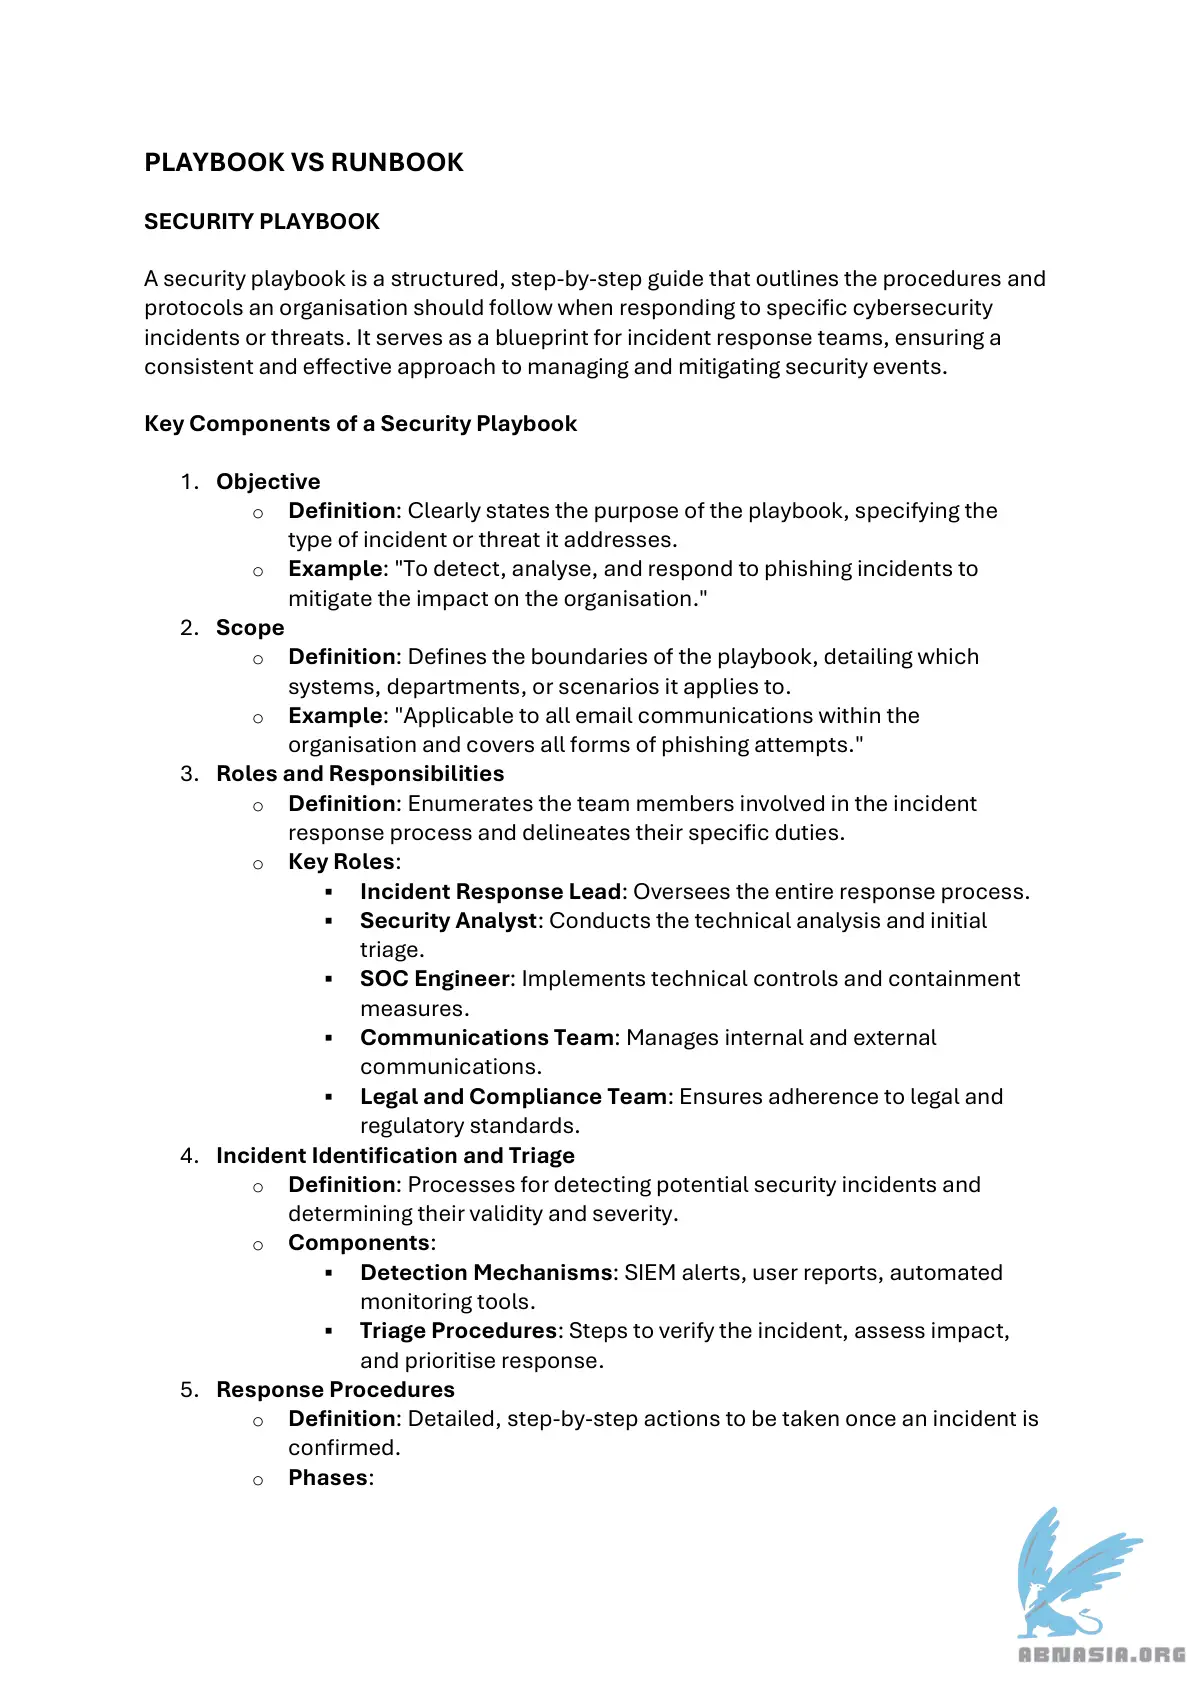 PLAYBOOK VS RUNBOOK
SECURITY PLAYBOOK
A security playbook is a structured, step-by-step guide that outlines the procedures and
protocols an organisation should follow when responding to specific cybersecurity
incidents or threats. It serves as a blueprint for incident response teams, ensuring a
consistent and effective approach to managing and mitigating security events.
Key Components of a Security Playbook
1. Objective
o Definition: Clearly states the purpose of the playbook, specifying the
type of incident or threat it addresses.
o Example: "To detect, analyse, and respond to phishing incidents to
mitigate the impact on the organisation."
2. Scope
o Definition: Defines the boundaries of the playbook, detailing which
systems, departments, or scenarios it applies to.
o Example: "Applicable to all email communications within the
organisation and covers all forms of phishing attempts."
3. Roles and Responsibilities
o Definition: Enumerates the team members involved in the incident
response process and delineates their specific duties.
o Key Roles:
▪ Incident Response Lead: Oversees the entire response process.
▪ Security Analyst: Conducts the technical analysis and initial
triage.
▪ SOC Engineer: Implements technical controls and containment
measures.
▪ Communications Team: Manages internal and external
communications.
▪ Legal and Compliance Team: Ensures adherence to legal and
regulatory standards.
4. Incident Identification and Triage
o Definition: Processes for detecting potential security incidents and
determining their validity and severity.
o Components:
▪ Detection Mechanisms: SIEM alerts, user reports, automated
monitoring tools.
▪ Triage Procedures: Steps to verify the incident, assess impact,
and prioritise response.
5. Response Procedures
o Definition: Detailed, step-by-step actions to be taken once an incident is
confirmed.
o Phases:
ABNASIA.ORG